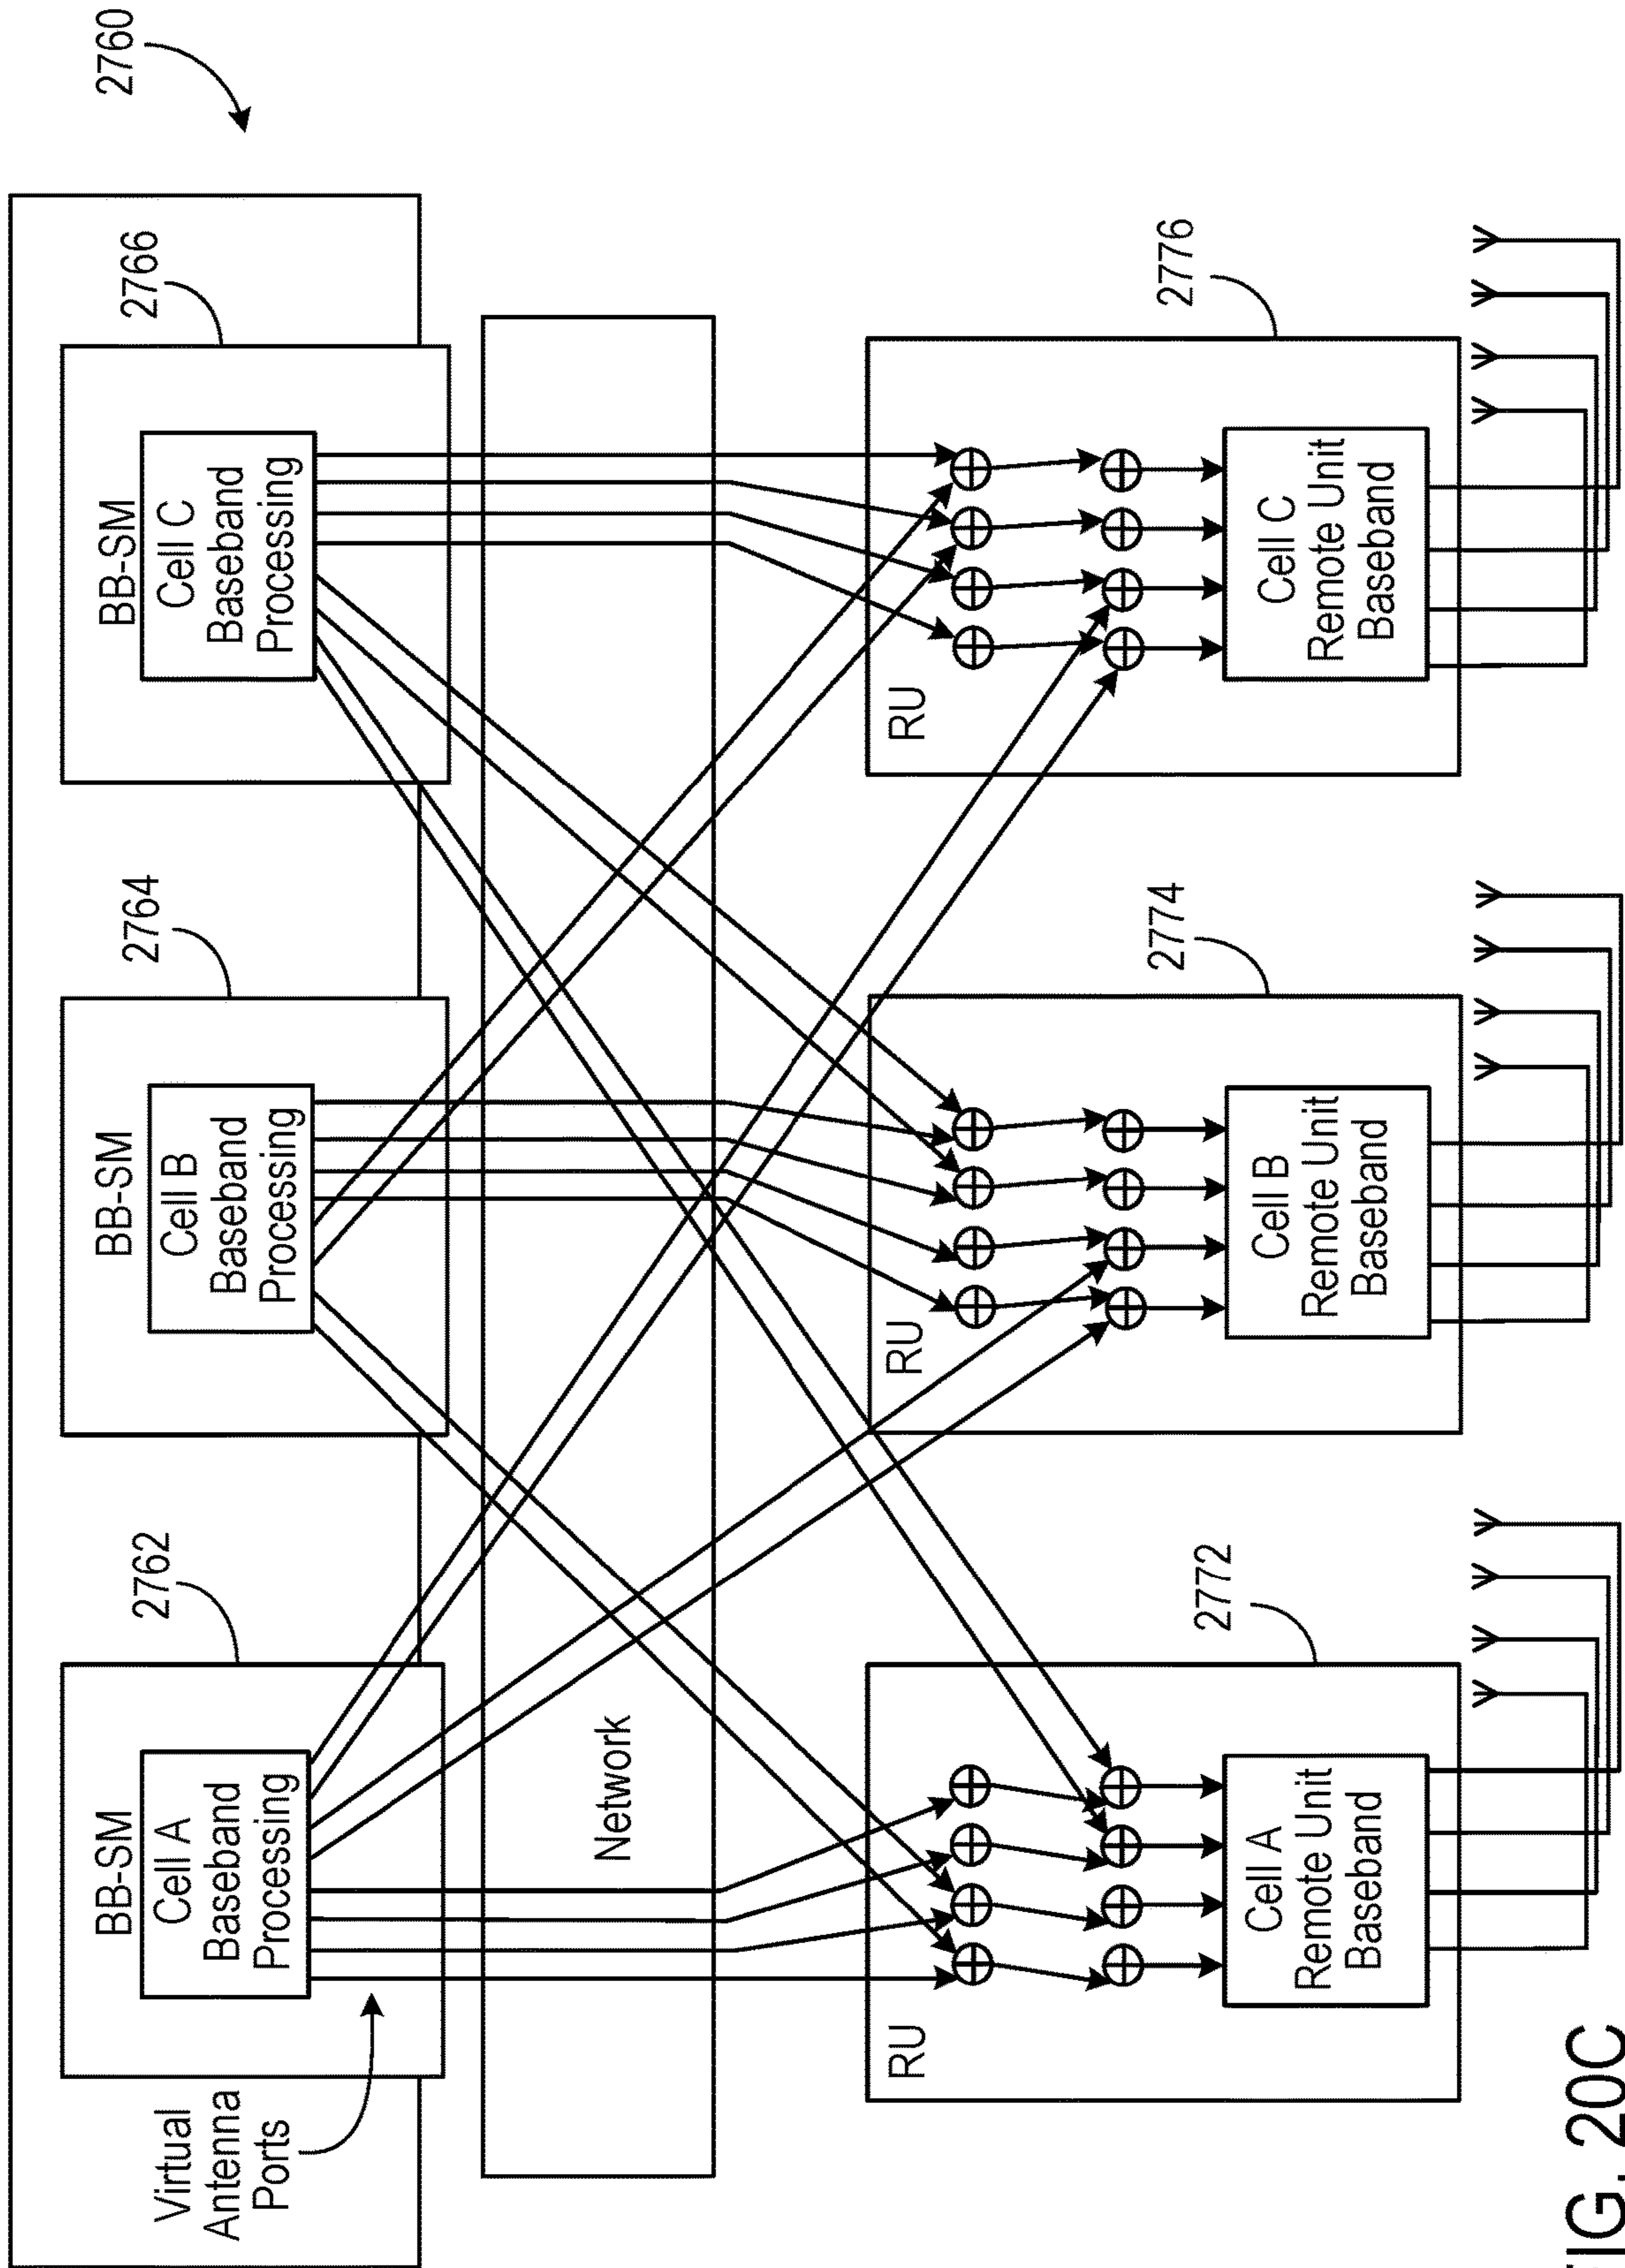 2760
2762
2764
2766
BB-SM
Cell A
Baseband
Processing
BB-SM
Cell B
Baseband
Processing
BB-SM
Cell C
Baseband
Processing
Virtual
Antenna
Ports
Network
2772
2774
2776
RU
RU
RU
Cell A
Remote Unit
Baseband
Cell B
Remote Unit
Baseband
Cell C
Remote Unit
Baseband
FIG. 20C